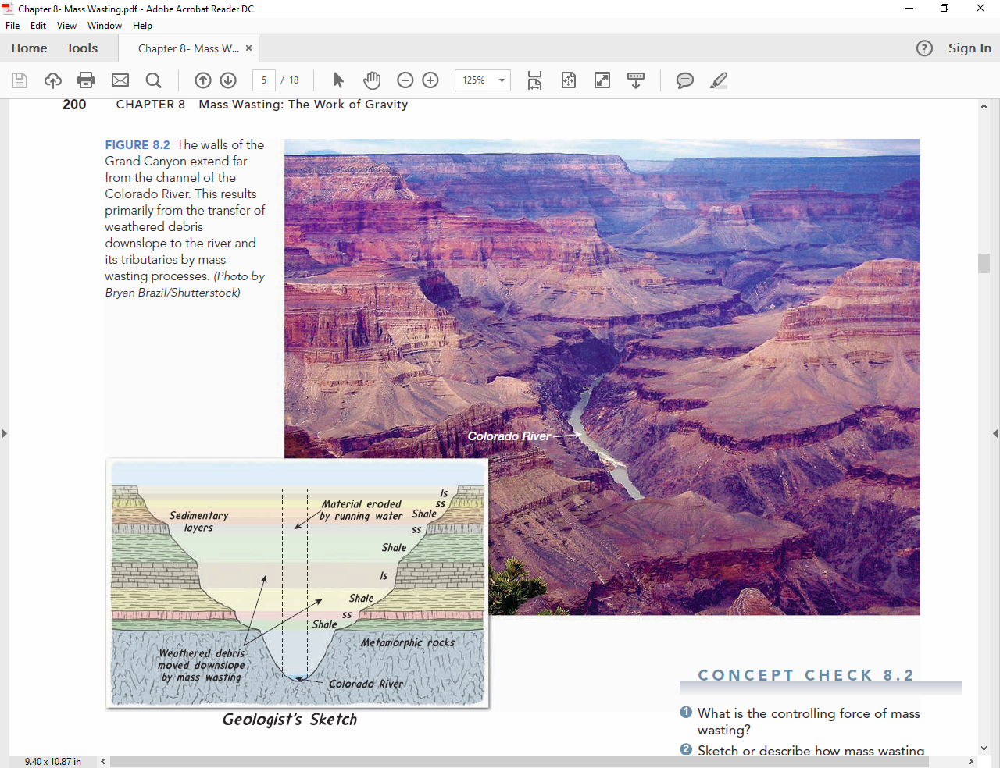 Chapter 8- Mass Wasting.pdf - Adobe Acrobat Reader DC
File Edit View Window Help
Home Tools Chapter 8- Mass W... × ? Sign In
5 / 18 125%
200 CHAPTER 8 Mass Wasting: The Work of Gravity
FIGURE 8.2 The walls of the
Grand Canyon extend far
from the channel of the
Colorado River. This results
primarily from the transfer of
weathered debris
downslope to the river and
its tributaries by mass-
wasting processes. (Photo by
Bryan Brazil/Shutterstock)
Colorado River
Sedimentary
layers
Material eroded
by running water
ls
ss
Shale
ss
Shale
ls
Shale
ss
Shale
Weathered debris
moved downslope
by mass wasting
Metamorphic rocks
Colorado River
Geologist's Sketch
CONCEPT CHECK 8.2
1 What is the controlling force of mass
wasting?
2 Sketch or describe how mass wasting
9.40 x 10.87 in